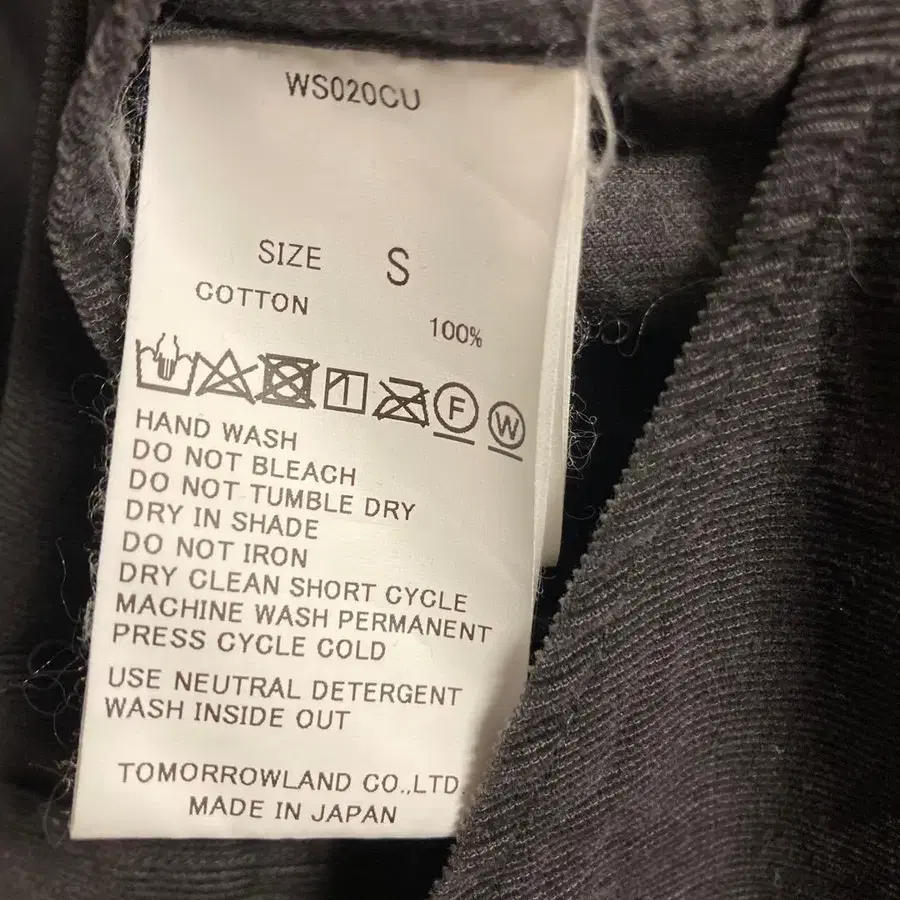 WS020CU
SIZE S
COTTON
100%
F W
HAND WASH
DO NOT BLEACH
DO NOT TUMBLE DRY
DRY IN SHADE
DO NOT IRON
DRY CLEAN SHORT CYCLE
MACHINE WASH PERMANENT
PRESS CYCLE COLD
USE NEUTRAL DETERGENT
WASH INSIDE OUT
TOMORROWLAND CO.,LTD.
MADE IN JAPAN